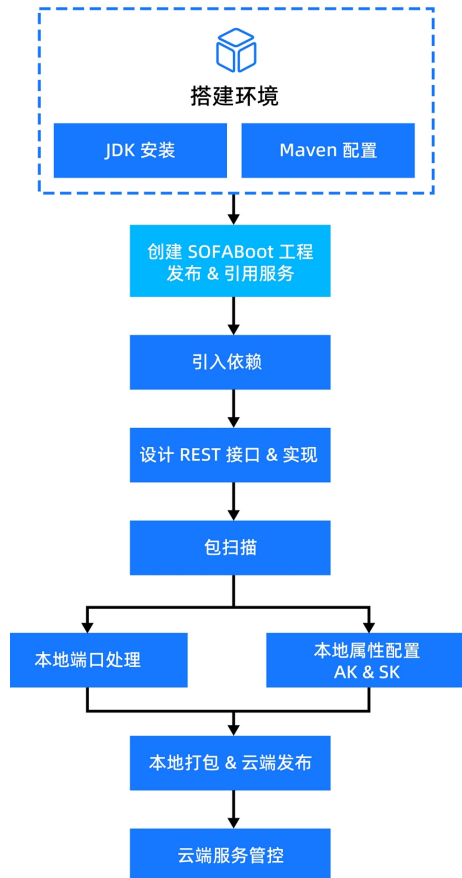 搭建环境
JDK 安装
Maven 配置
创建 SOFABoot 工程
发布 & 引用服务
引入依赖
设计 REST 接口 & 实现
包扫描
本地端口处理
本地属性配置
AK & SK
本地打包 & 云端发布
云端服务管控